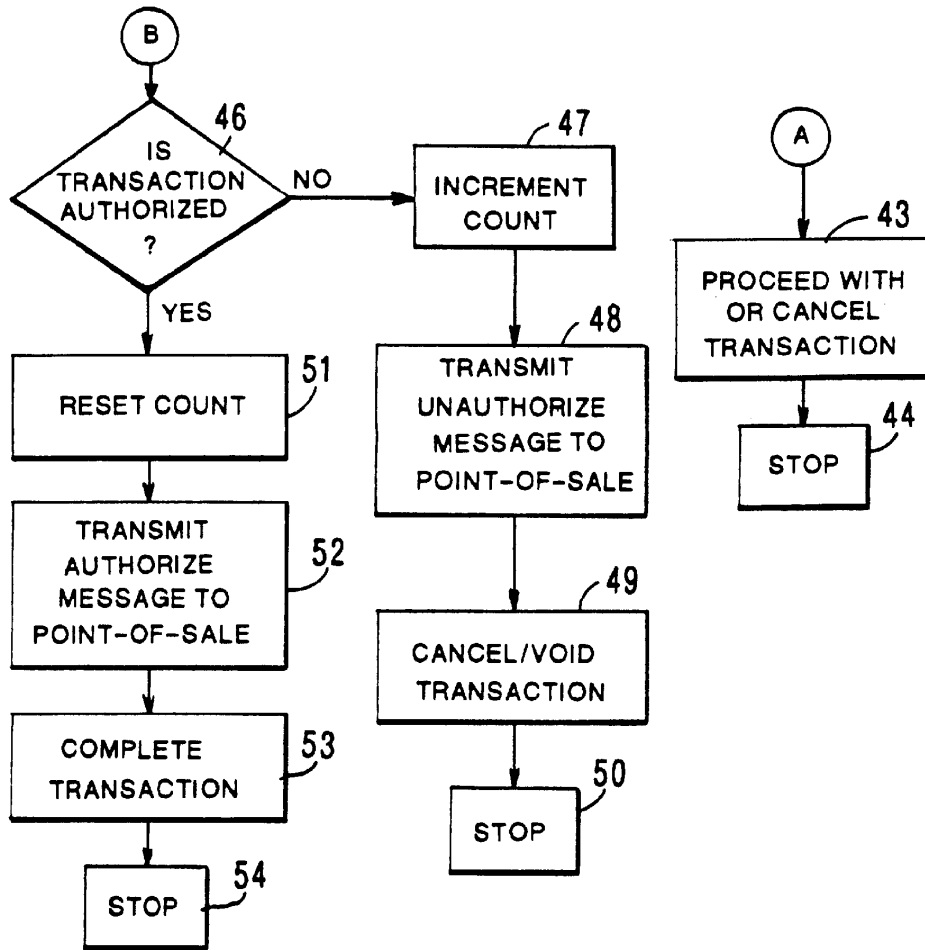 B
46
IS
TRANSACTION
AUTHORIZED
?
NO
YES
47
INCREMENT
COUNT
A
43
PROCEED WITH
OR CANCEL
TRANSACTION
44
STOP
48
TRANSMIT
UNAUTHORIZE
MESSAGE TO
POINT-OF-SALE
49
CANCEL/VOID
TRANSACTION
50
STOP
51
RESET COUNT
52
TRANSMIT
AUTHORIZE
MESSAGE TO
POINT-OF-SALE
53
COMPLETE
TRANSACTION
54
STOP